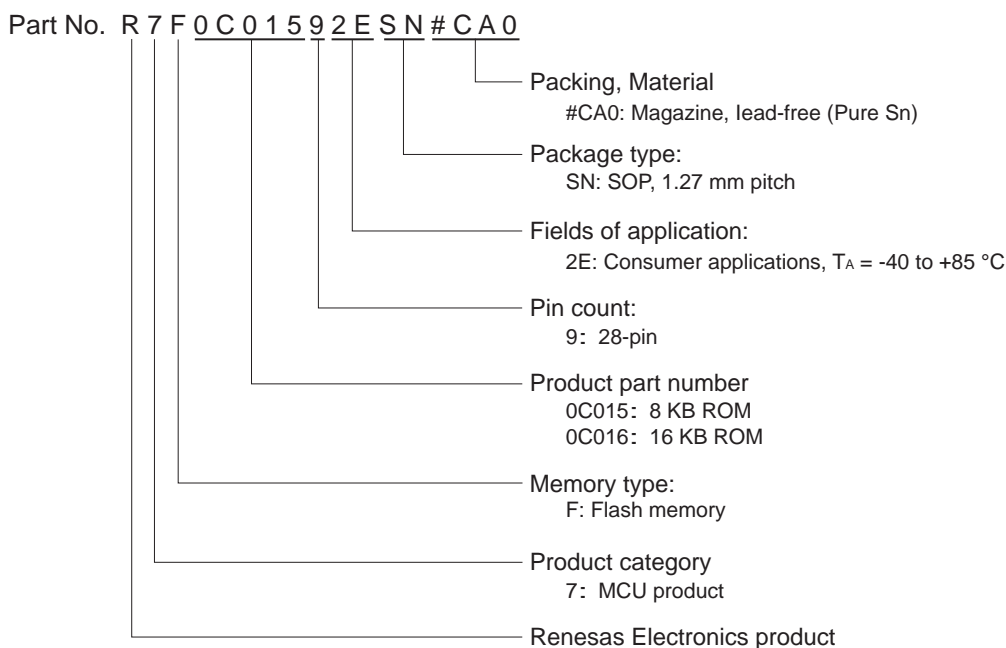 Part No. R 7 F 0 C 0 1 5 9 2 E S N # C A 0
Packing, Material
#CA0: Magazine, lead-free (Pure Sn)
Package type:
SN: SOP, 1.27 mm pitch
Fields of application:
2E: Consumer applications, TA = -40 to +85 °C
Pin count:
9: 28-pin
Product part number
0C015: 8 KB ROM
0C016: 16 KB ROM
Memory type:
F: Flash memory
Product category
7: MCU product
Renesas Electronics product